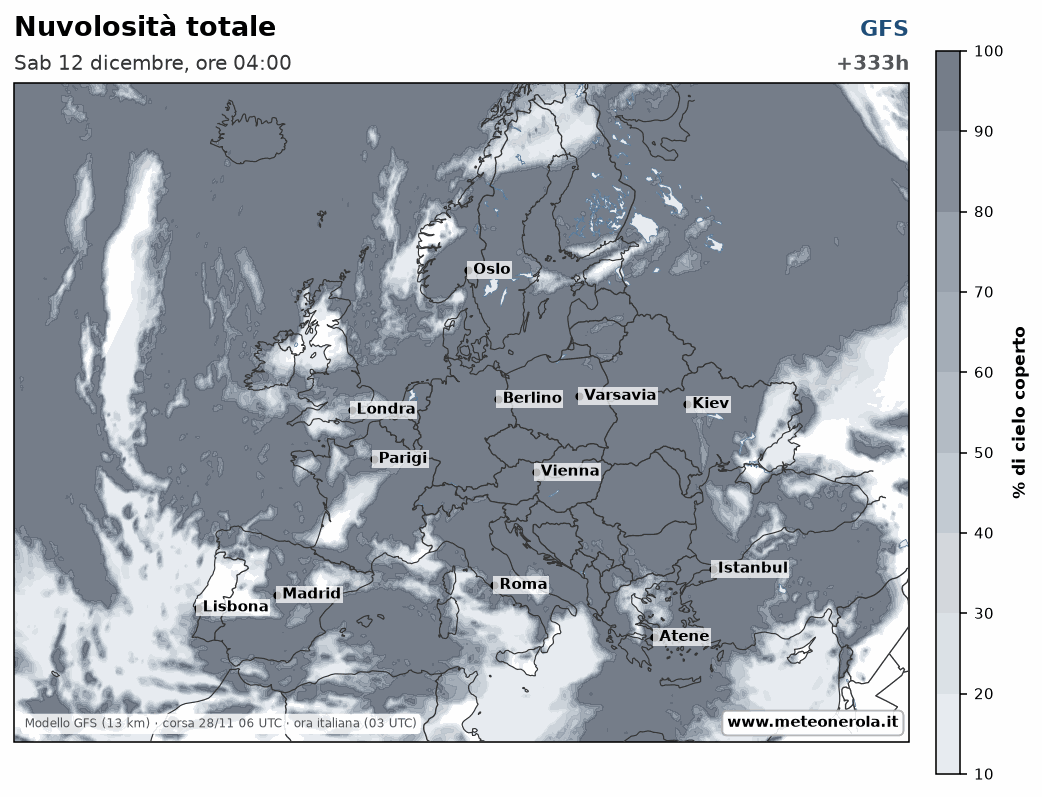 Nuvolosità totale
GFS
Sab 12 dicembre, ore 04:00
+333h
100
90
80
70
60
50
40
30
20
10
% di cielo coperto
Oslo
Londra
Berlino
Varsavia
Kiev
Parigi
Vienna
Istanbul
Roma
Madrid
Lisbona
Atene
Modello GFS (13 km) · corsa 28/11 06 UTC · ora italiana (03 UTC)
www.meteonerola.it